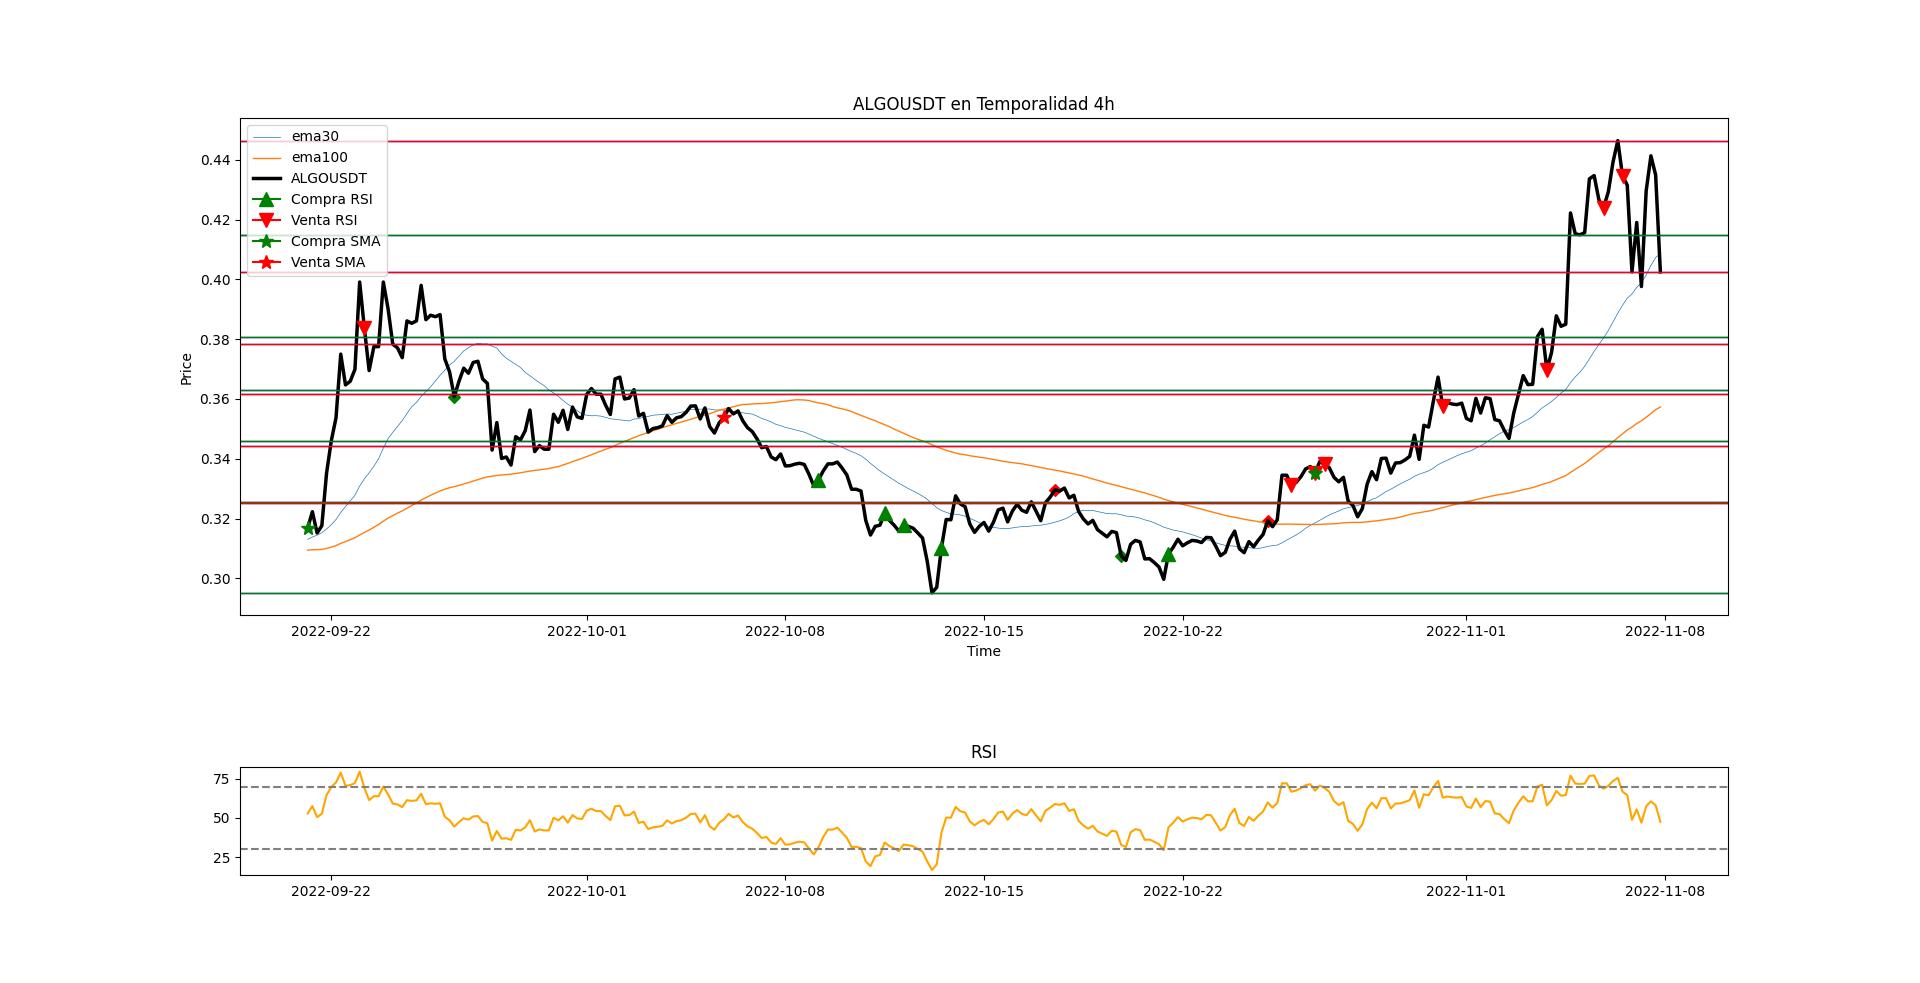 ALGOUSDT en Temporalidad 4h
ema30
ema100
ALGOUSDT
Compra RSI
Venta RSI
Compra SMA
Venta SMA
0.44
0.42
0.40
0.38
0.36
0.34
0.32
0.30
Price
2022-09-22 2022-10-01 2022-10-08 2022-10-15 2022-10-22 2022-11-01 2022-11-08
Time
RSI
75
50
25
2022-09-22 2022-10-01 2022-10-08 2022-10-15 2022-10-22 2022-11-01 2022-11-08